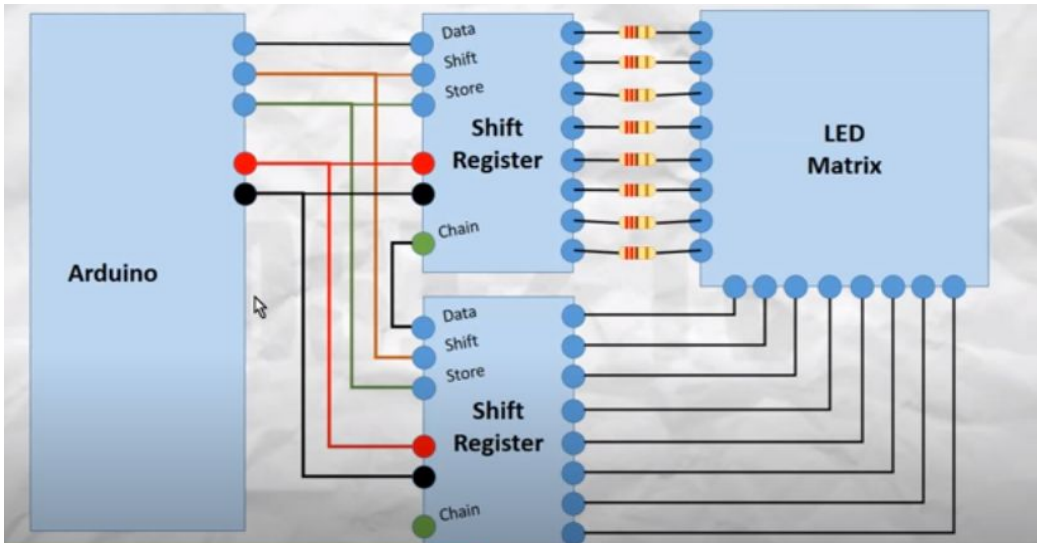 Arduino
Data
Shift
Store
Shift
Register
Chain
LED
Matrix
Data
Shift
Store
Shift
Register
Chain